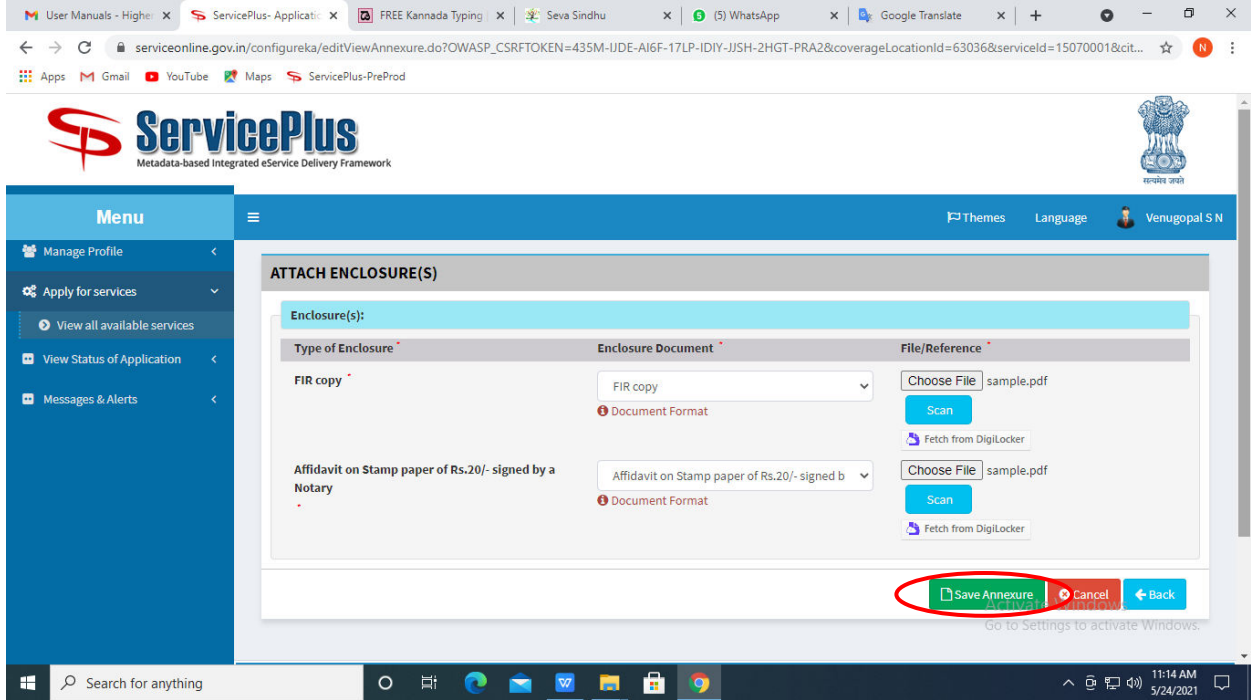 User Manuals - Higher
ServicePlus- Applicatic
FREE Kannada Typing
Seva Sindhu
(5) WhatsApp
Google Translate
serviceonline.gov.in/configureka/editViewAnnexure.do?OWASP_CSRFTOKEN=435M-IJDE-AI6F-17LP-IDIY-JJSH-2HGT-PRA2&coverageLocationId=63036&serviceId=15070001&cit...
N
Apps Gmail YouTube Maps ServicePlus-PreProd
ServicePlus
Metadata-based Integrated eService Delivery Framework
सत्यमेव जयते
Menu
Themes Language Venugopal S N
Manage Profile
Apply for services
View all available services
View Status of Application
Messages & Alerts
ATTACH ENCLOSURE(S)
Enclosure(s):
Type of Enclosure * Enclosure Document * File/Reference *
FIR copy * FIR copy Choose File sample.pdf
Document Format Scan
Fetch from DigiLocker
Affidavit on Stamp paper of Rs.20/- signed by a Affidavit on Stamp paper of Rs.20/- signed b Choose File sample.pdf
Notary
* Document Format Scan
Fetch from DigiLocker
Save Annexure Cancel Back
Activate Windows
Go to Settings to activate Windows.
Search for anything
11:14 AM
5/24/2021